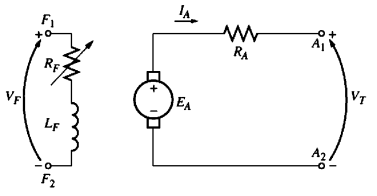 F1
IA
+
+
RF
RA
A1
+
VF
+
EA
−
VT
LF
−
F2
A2
−